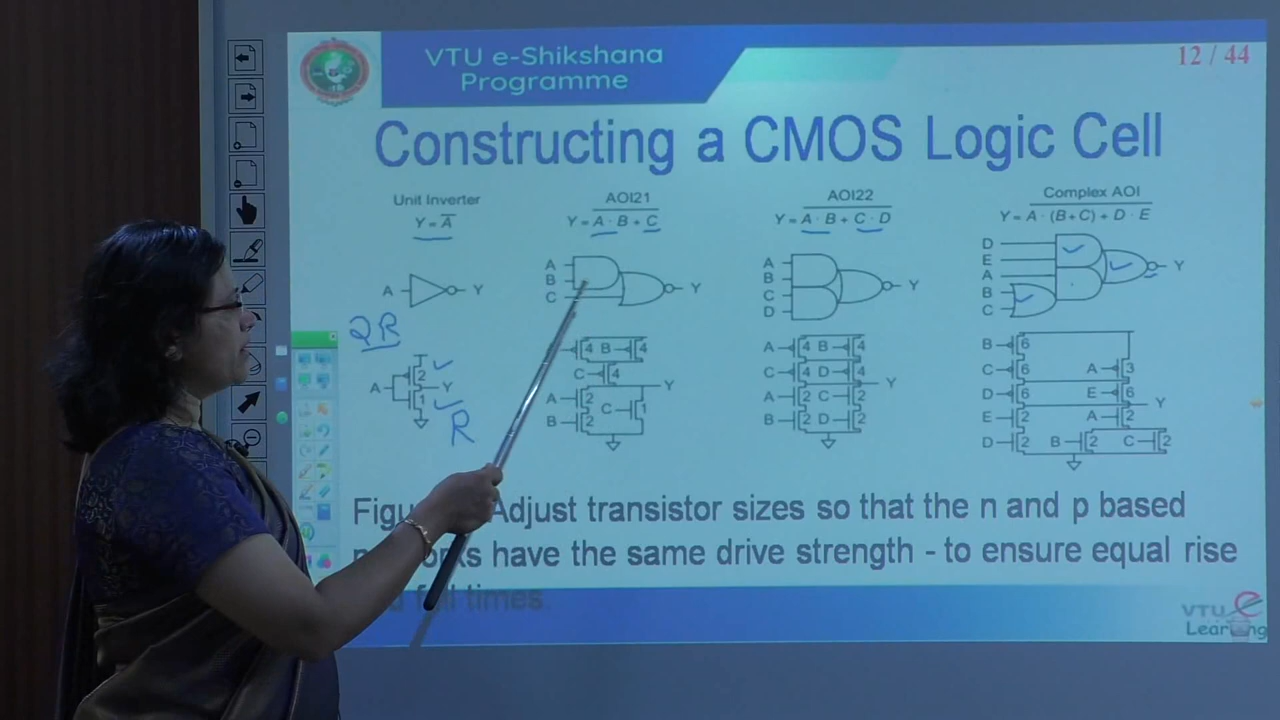 VTU e-Shikshana
Programme
12 / 44
Constructing a CMOS Logic Cell
Unit Inverter
Y = A
A Y
2R
A 2 Y
1
R
AOI21
Y = A · B + C
A
B
C
Y
4 B 4
C 4
Y
A 2
C 1
B 2
AOI22
Y = A · B + C · D
A
B
C
D
Y
A 4 B 4
C 4 D 4
Y
A 2 C 2
B 2 D 2
Complex AOI
Y = A · (B+C) + D · E
D
E
A
B
C
Y
B 6
C 6 A 3
D 6 E 6
Y
E 2 A 2
D 2 B 2 C 2
Adjust transistor sizes so that the n and p based
have the same drive strength - to ensure equal rise
fall times.
VTU e
Learning